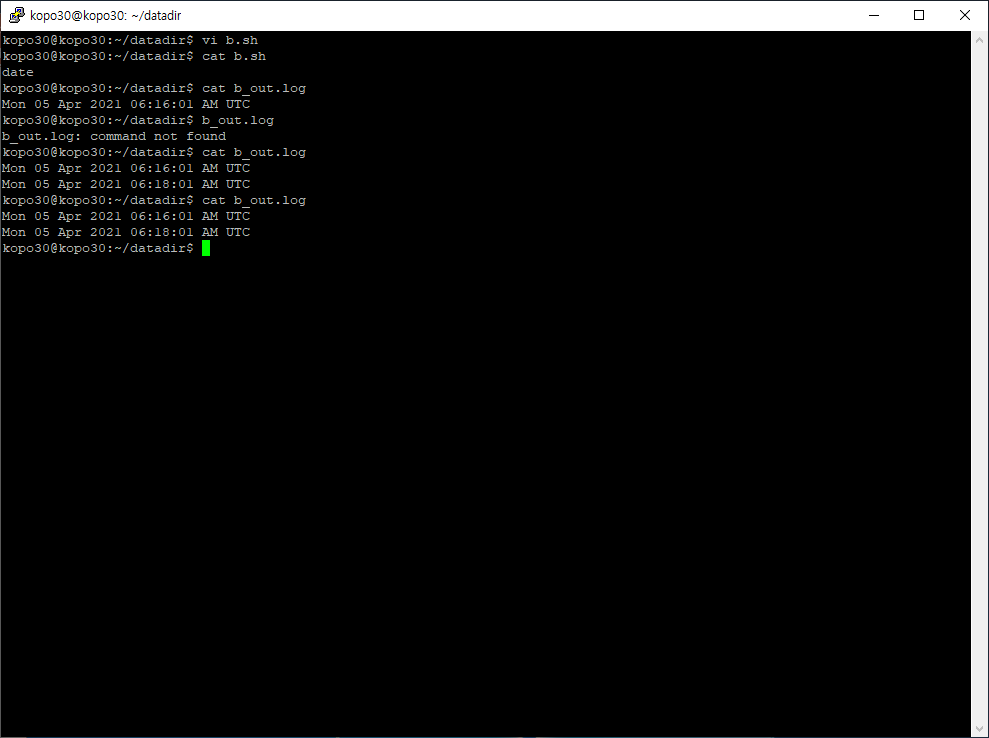 kopo30@kopo30: ~/datadir
kopo30@kopo30:~/datadir$ vi b.sh
kopo30@kopo30:~/datadir$ cat b.sh
date
kopo30@kopo30:~/datadir$ cat b_out.log
Mon 05 Apr 2021 06:16:01 AM UTC
kopo30@kopo30:~/datadir$ b_out.log
b_out.log: command not found
kopo30@kopo30:~/datadir$ cat b_out.log
Mon 05 Apr 2021 06:16:01 AM UTC
Mon 05 Apr 2021 06:18:01 AM UTC
kopo30@kopo30:~/datadir$ cat b_out.log
Mon 05 Apr 2021 06:16:01 AM UTC
Mon 05 Apr 2021 06:18:01 AM UTC
kopo30@kopo30:~/datadir$